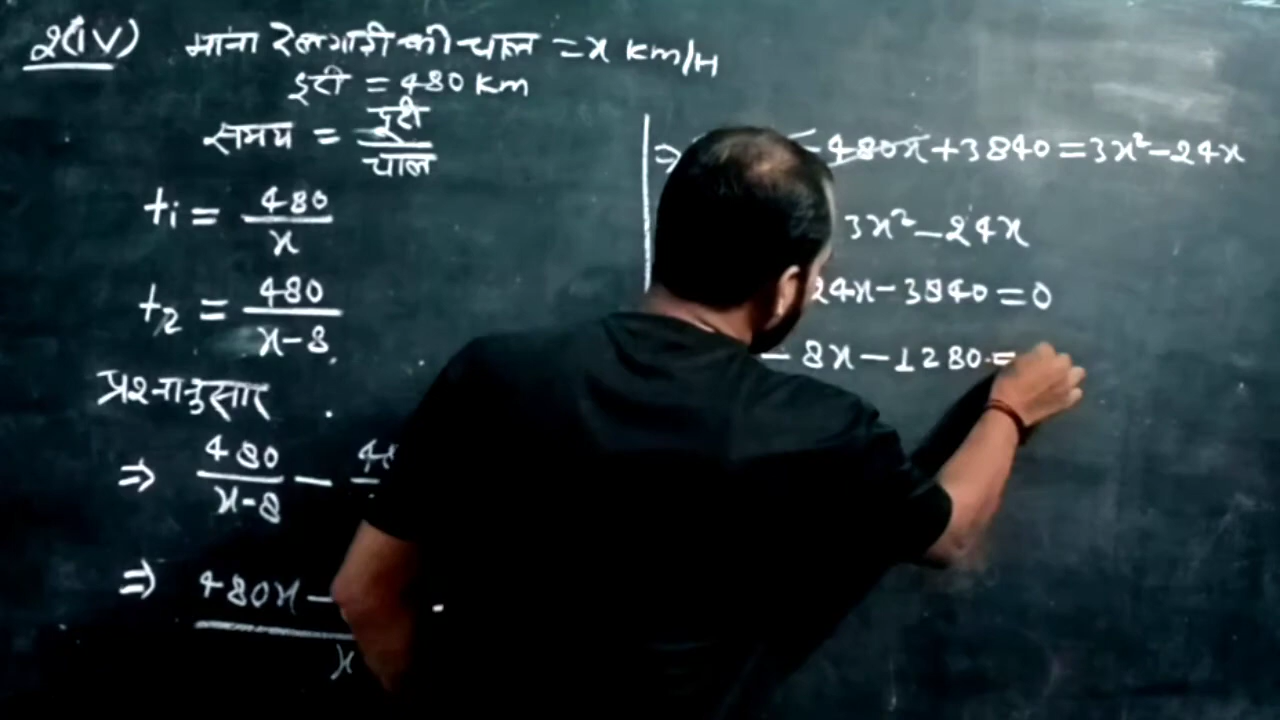 2(iv) माना रेलगाड़ी की चाल = x km/H
दूरी = 480 km
समय = दूरी / चाल
t₁ = 480 / x
t₂ = 480 / x-8
प्रश्नानुसार
⇒ 480 / x-8 -
⇒ 480x -
x
⇒ - 480x + 3840 = 3x² - 24x
3x² - 24x
24x - 3840 = 0
- 8x - 1280 =